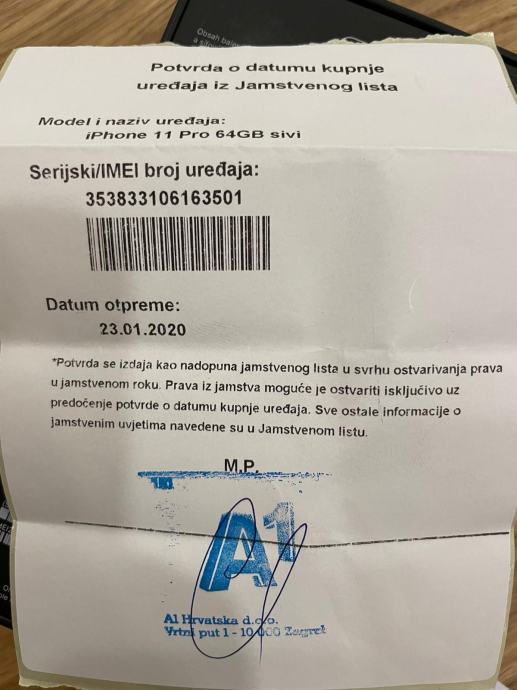 Potvrda o datumu kupnje
uređaja iz Jamstvenog lista
Model i naziv uređaja:
iPhone 11 Pro 64GB sivi
Serijski/IMEI broj uređaja:
353833106163501
Datum otpreme:
23.01.2020
*Potvrda se izdaja kao nadopuna jamstvenog lista u svrhu ostvarivanja prava
u jamstvenom roku. Prava iz jamstva moguće je ostvariti isključivo uz
predočenje potvrde o datumu kupnje uređaja. Sve ostale informacije o
jamstvenim uvjetima navedene su u Jamstvenom listu.
M.P.
A1
A1 Hrvatska d.o.o.
Vrtni put 1 - 10 000 Zagreb